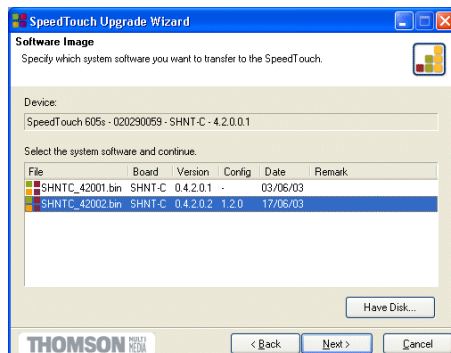 SpeedTouch Upgrade Wizard
Software Image
Specify which system software you want to transfer to the SpeedTouch.
Device:
SpeedTouch 605s - 020290059 - SHNT-C - 4.2.0.0.1
Select the system software and continue.
File Board Version Config Date Remark
SHNTC_42001.bin SHNT-C 0.4.2.0.1 - 03/06/03
SHNTC_42002.bin SHNT-C 0.4.2.0.2 1.2.0 17/06/03
Have Disk...
THOMSON MULTI MEDIA
< Back Next > Cancel